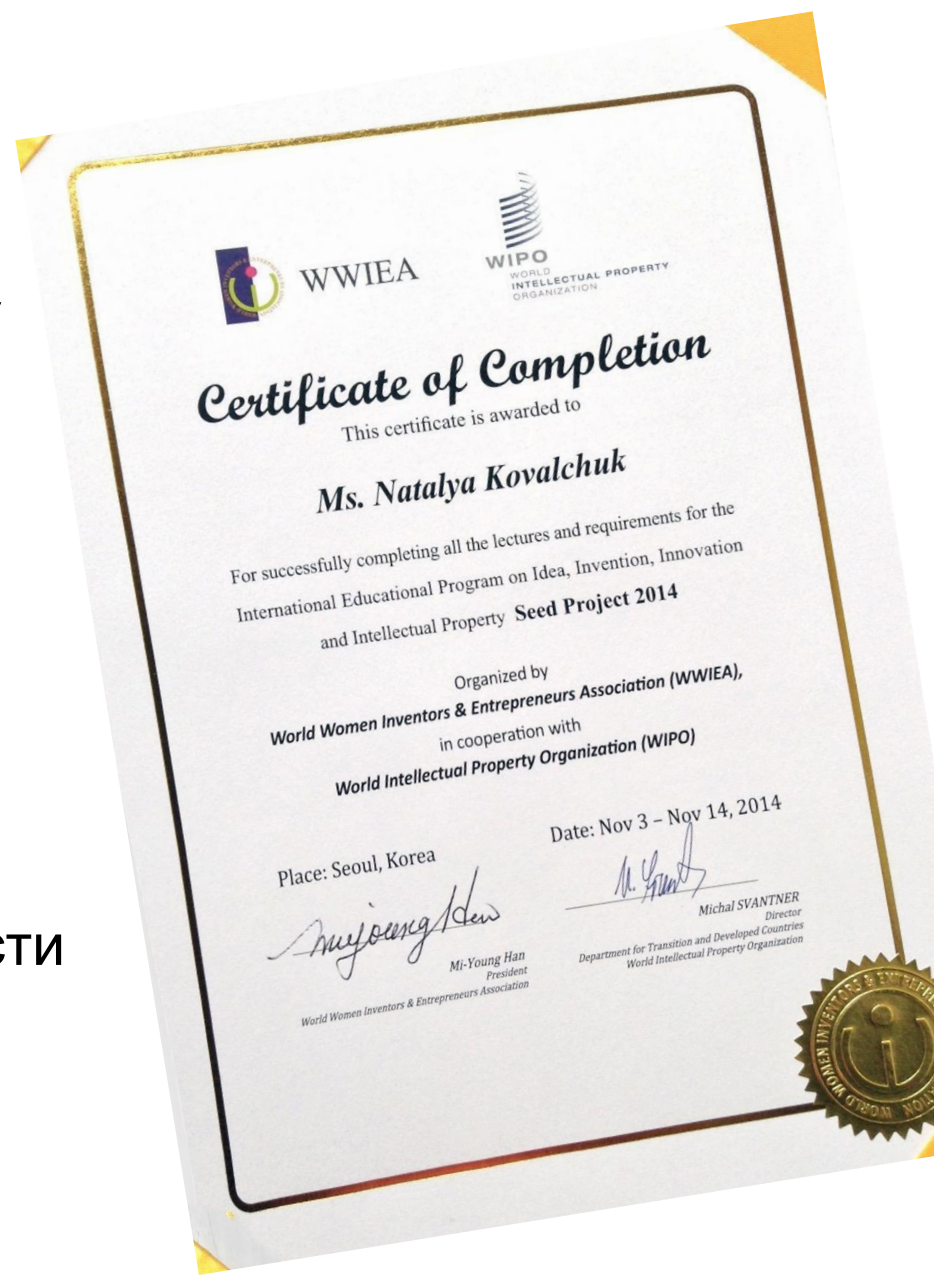 WWIEA
WIPO
WORLD
INTELLECTUAL PROPERTY
ORGANIZATION
Certificate of Completion
This certificate is awarded to
Ms. Natalya Kovalchuk
For successfully completing all the lectures and requirements for the
International Educational Program on Idea, Invention, Innovation
and Intellectual Property Seed Project 2014
Organized by
World Women Inventors & Entrepreneurs Association (WWIEA),
in cooperation with
World Intellectual Property Organization (WIPO)
Place: Seoul, Korea
Date: Nov 3 – Nov 14, 2014
Mi-Young Han
President
World Women Inventors & Entrepreneurs Association
Michal SVANTNER
Director
Department for Transition and Developed Countries
World Intellectual Property Organization
сти
WORLD WOMEN INVENTORS &